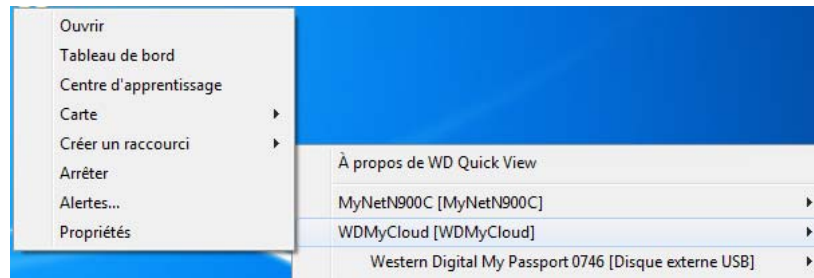 Ouvrir
Tableau de bord
Centre d'apprentissage
Carte
Créer un raccourci
Arrêter
Alertes...
Propriétés
À propos de WD Quick View
MyNetN900C [MyNetN900C]
WDMyCloud [WDMyCloud]
Western Digital My Passport 0746 [Disque externe USB]